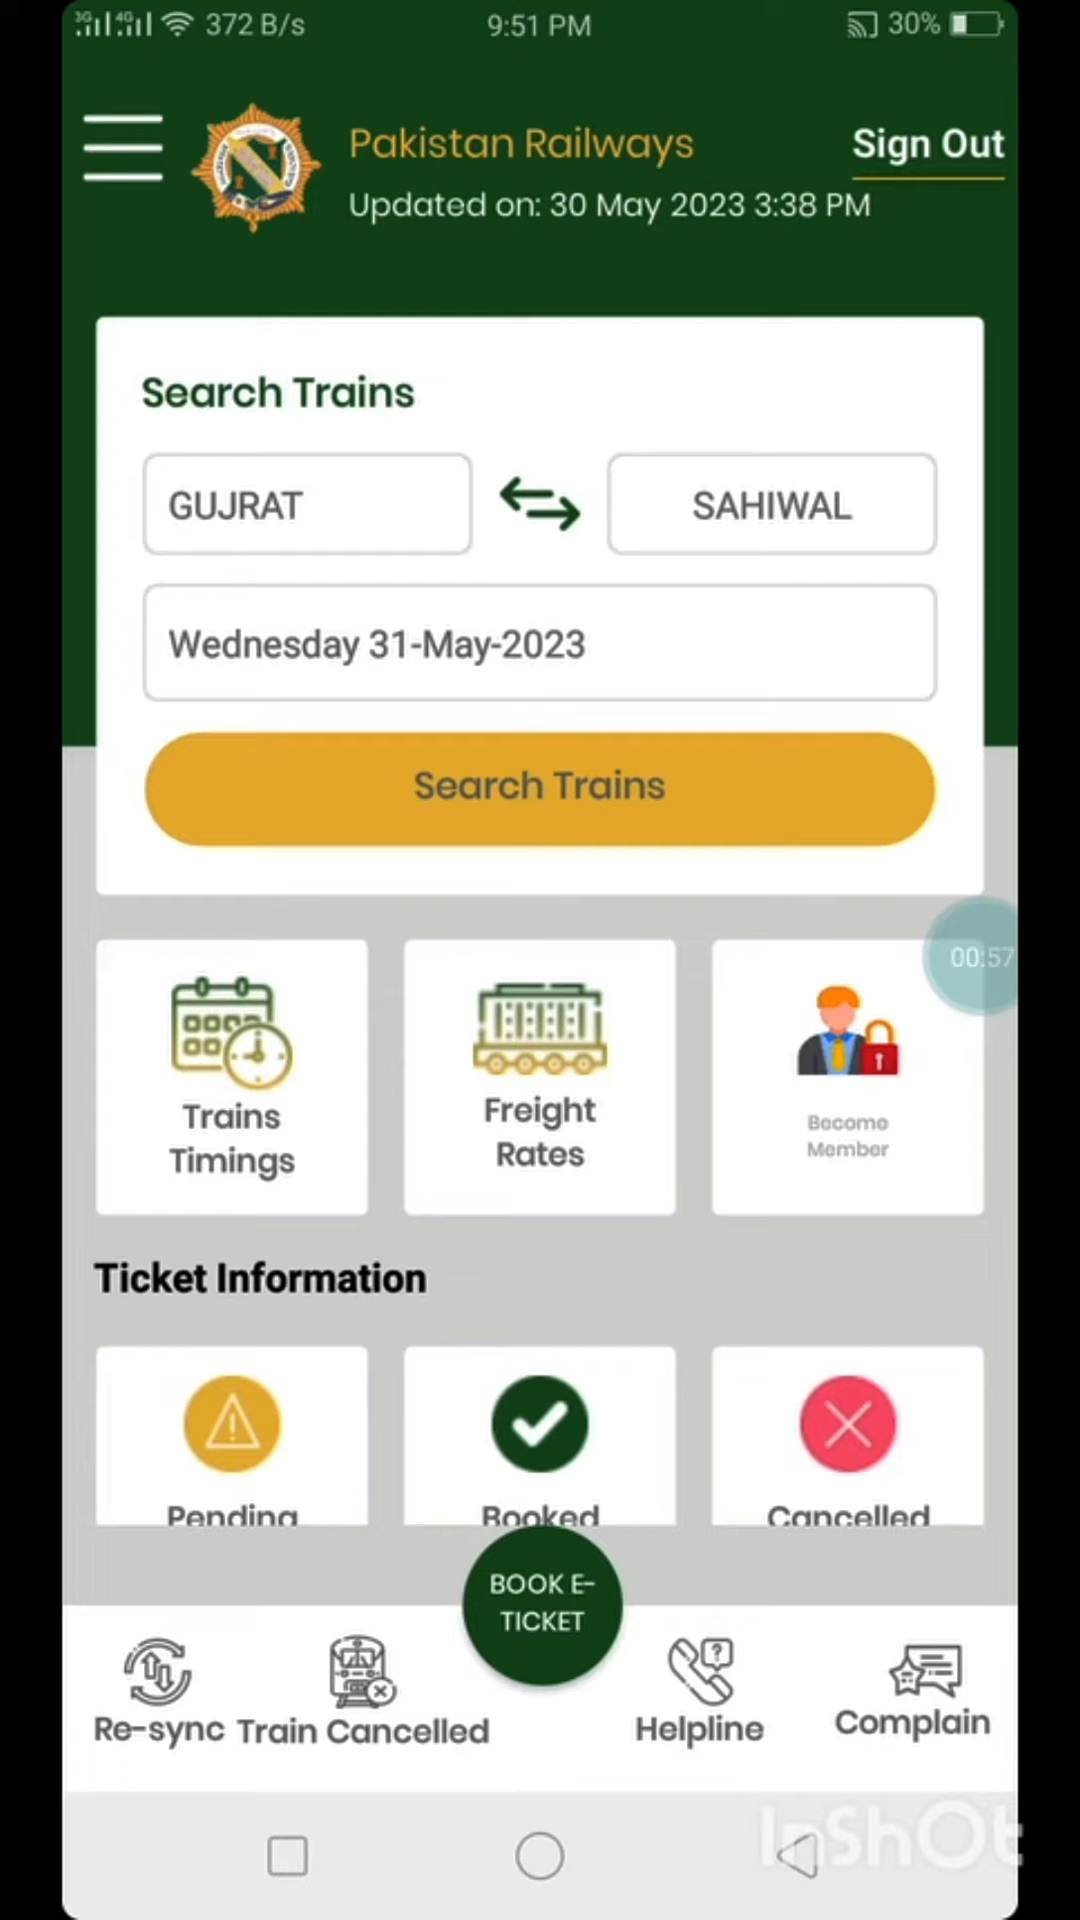 3G 4G 372 B/s 9:51 PM 30%
Pakistan Railways
Sign Out
Updated on: 30 May 2023 3:38 PM
Search Trains
GUJRAT
SAHIWAL
Wednesday 31-May-2023
Search Trains
00:57
Trains
Timings
Freight
Rates
Become
Member
Ticket Information
Pending
Booked
Cancelled
BOOK E-
TICKET
Re-sync
Train Cancelled
Helpline
Complain
InShOt